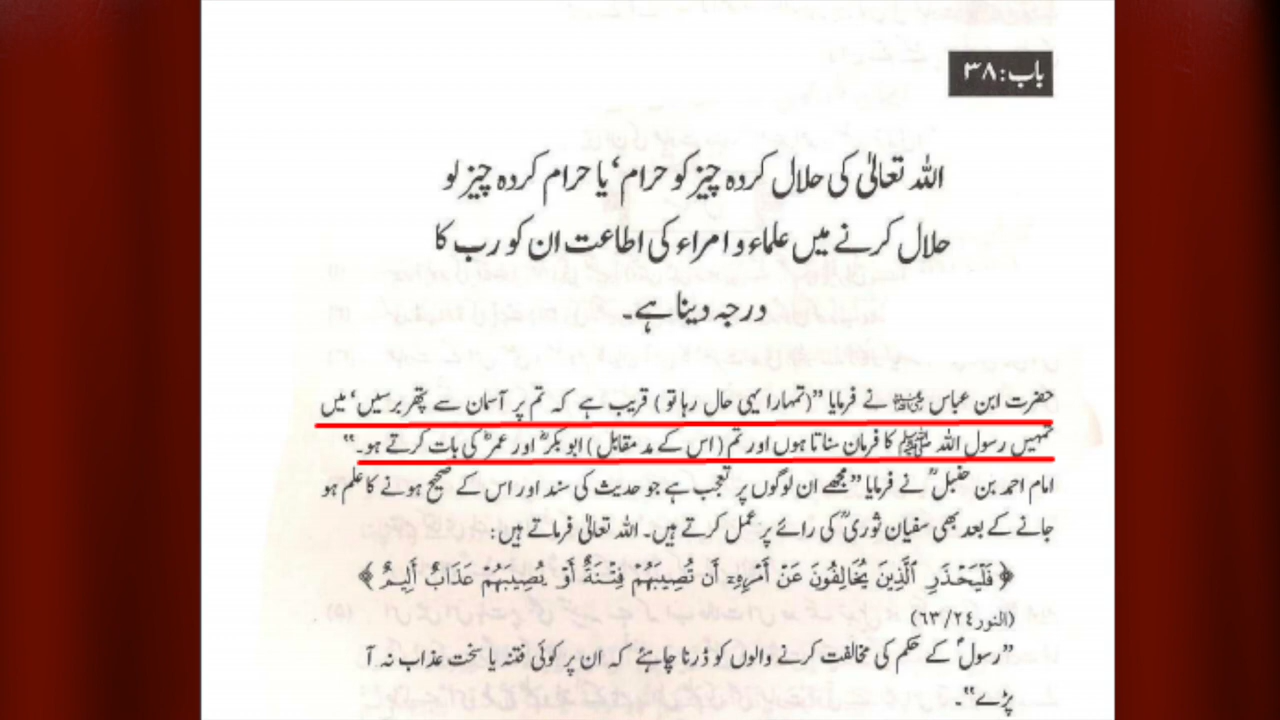 باب: ۳۸
اللہ تعالیٰ کی حلال کردہ چیز کو حرام‘ یا حرام کردہ چیز لو
حلال کرنے میں علماء و امراء کی اطاعت ان کو رب کا
درجہ دینا ہے۔
حضرت ابن عباس رضی اللہ عنہ نے فرمایا ”(تمہارا یہی حال رہا تو) قریب ہے کہ تم پر آسمان سے پتھر برسیں‘ میں
تمہیں رسول اللہ ﷺ کا فرمان سناتا ہوں اور تم (اس کے مد مقابل) ابوبکرؓ اور عمرؓ کی بات کرتے ہو۔“
امام احمد بن حنبلؒ نے فرمایا ”مجھے ان لوگوں پر تعجب ہے جو حدیث کی سند اور اس کے صحیح ہونے کا علم ہو
جانے کے بعد بھی سفیان ثوریؒ کی رائے پر عمل کرتے ہیں۔ اللہ تعالیٰ فرماتے ہیں:
﴿فَلْيَحْذَرِ ٱلَّذِينَ يُخَالِفُونَ عَنْ أَمْرِهِۦٓ أَن تُصِيبَهُمْ فِتْنَةٌ أَوْ يُصِيبَهُمْ عَذَابٌ أَلِيمٌ﴾
(النور۲۴/۶۳)
”رسولؐ کے حکم کی مخالفت کرنے والوں کو ڈرنا چاہئے کہ ان پر کوئی فتنہ یا سخت عذاب نہ آ
پڑے“۔